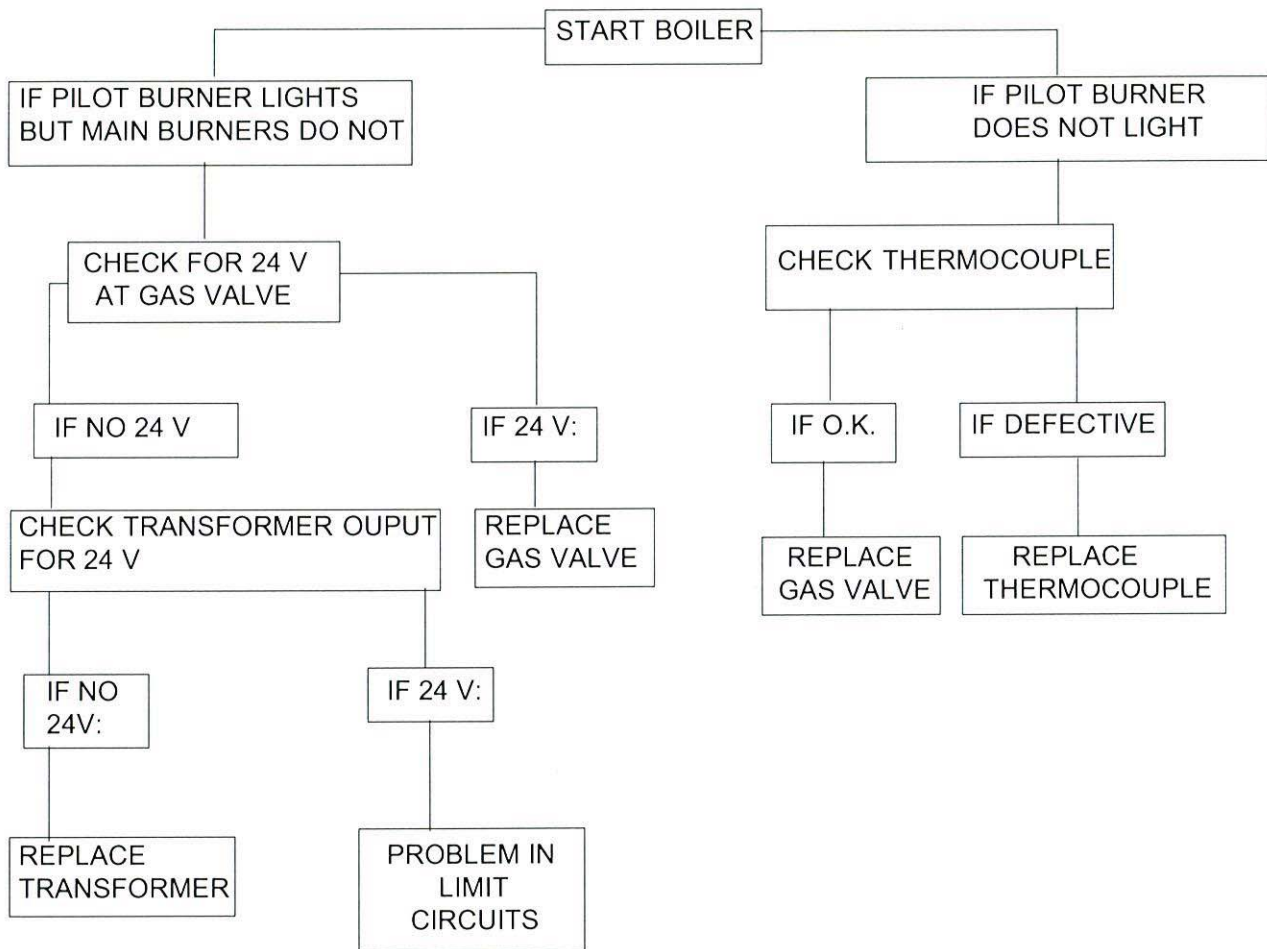 START BOILER
IF PILOT BURNER LIGHTS
BUT MAIN BURNERS DO NOT
IF PILOT BURNER
DOES NOT LIGHT
CHECK FOR 24 V
AT GAS VALVE
CHECK THERMOCOUPLE
IF NO 24 V
IF 24 V:
IF O.K.
IF DEFECTIVE
CHECK TRANSFORMER OUPUT
FOR 24 V
REPLACE
GAS VALVE
REPLACE
GAS VALVE
REPLACE
THERMOCOUPLE
IF NO
24V:
IF 24 V:
REPLACE
TRANSFORMER
PROBLEM IN
LIMIT
CIRCUITS